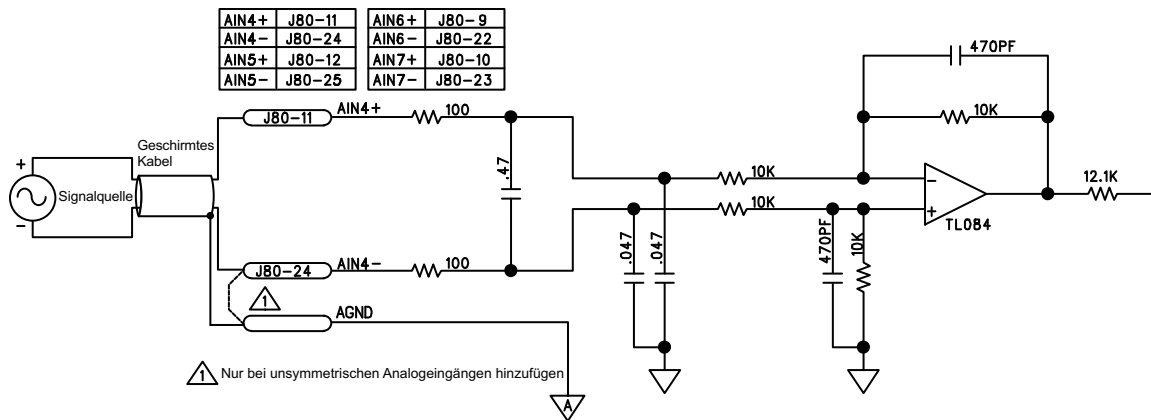 AIN4+ J80-11 AIN6+ J80-9
AIN4- J80-24 AIN6- J80-22
AIN5+ J80-12 AIN7+ J80-10
AIN5- J80-25 AIN7- J80-23
470PF
10K
Geschirmtes
Kabel
J80-11 AIN4+ 100
+
Signalquelle
-
.47
10K
10K
-
+
TL084
12.1K
.047
.047
470PF
10K
J80-24 AIN4- 100
1
AGND
1 Nur bei unsymmetrischen Analogeingängen hinzufügen
A